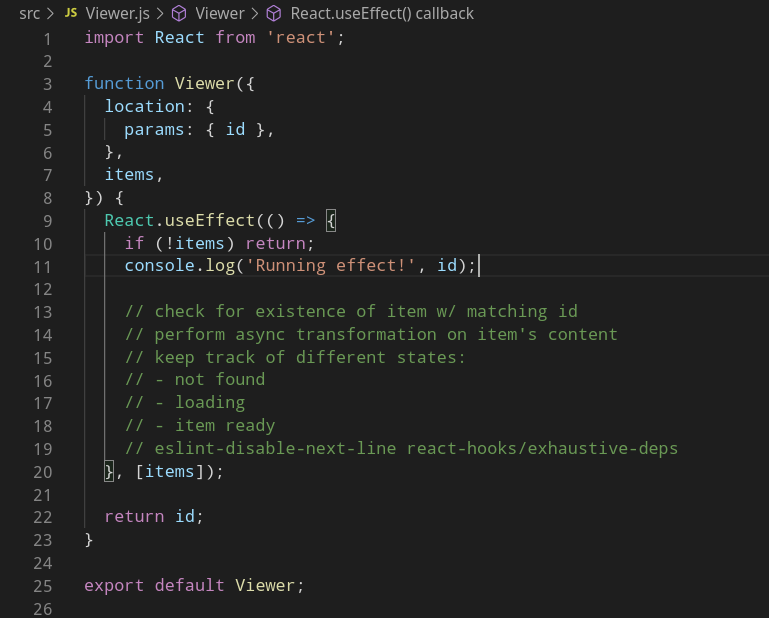 src > JS Viewer.js > Viewer > React.useEffect() callback
1 import React from 'react';
2
3 function Viewer({
4   location: {
5     params: { id },
6   },
7   items,
8 }) {
9   React.useEffect(() => {
10     if (!items) return;
11     console.log('Running effect!', id);
12
13     // check for existence of item w/ matching id
14     // perform async transformation on item's content
15     // keep track of different states:
16     // - not found
17     // - loading
18     // - item ready
19     // eslint-disable-next-line react-hooks/exhaustive-deps
20   }, [items]);
21
22   return id;
23 }
24
25 export default Viewer;
26